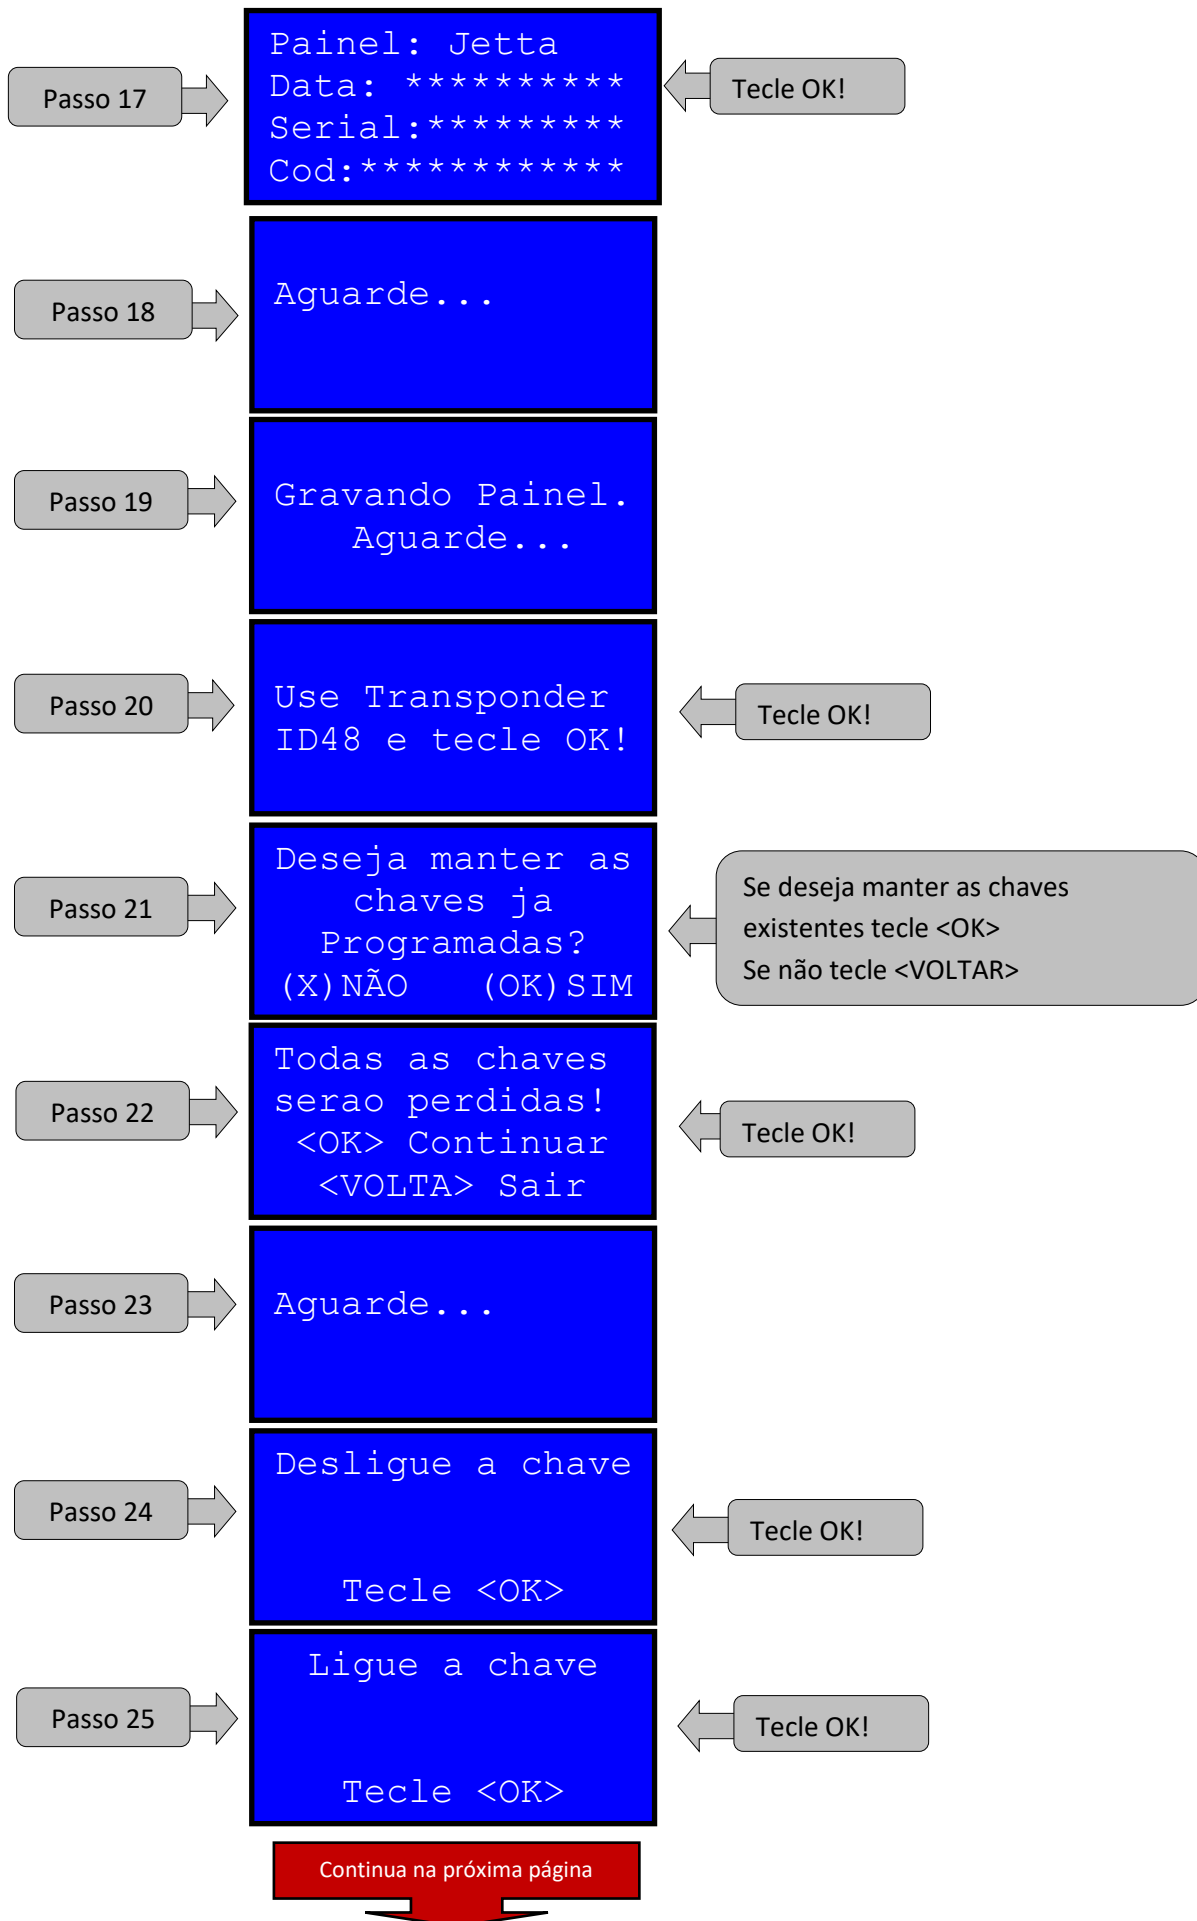 Passo 17
Painel: Jetta
Data: **********
Serial:*********
Cod:************
Tecle OK!
Passo 18
Aguarde...
Passo 19
Gravando Painel.
Aguarde...
Passo 20
Use Transponder
ID48 e tecle OK!
Tecle OK!
Passo 21
Deseja manter as
chaves ja
Programadas?
(X)NÃO (OK)SIM
Se deseja manter as chaves
existentes tecle <OK>
Se não tecle <VOLTAR>
Passo 22
Todas as chaves
serao perdidas!
<OK> Continuar
<VOLTA> Sair
Tecle OK!
Passo 23
Aguarde...
Passo 24
Desligue a chave
Tecle <OK>
Tecle OK!
Passo 25
Ligue a chave
Tecle <OK>
Tecle OK!
Continua na próxima página